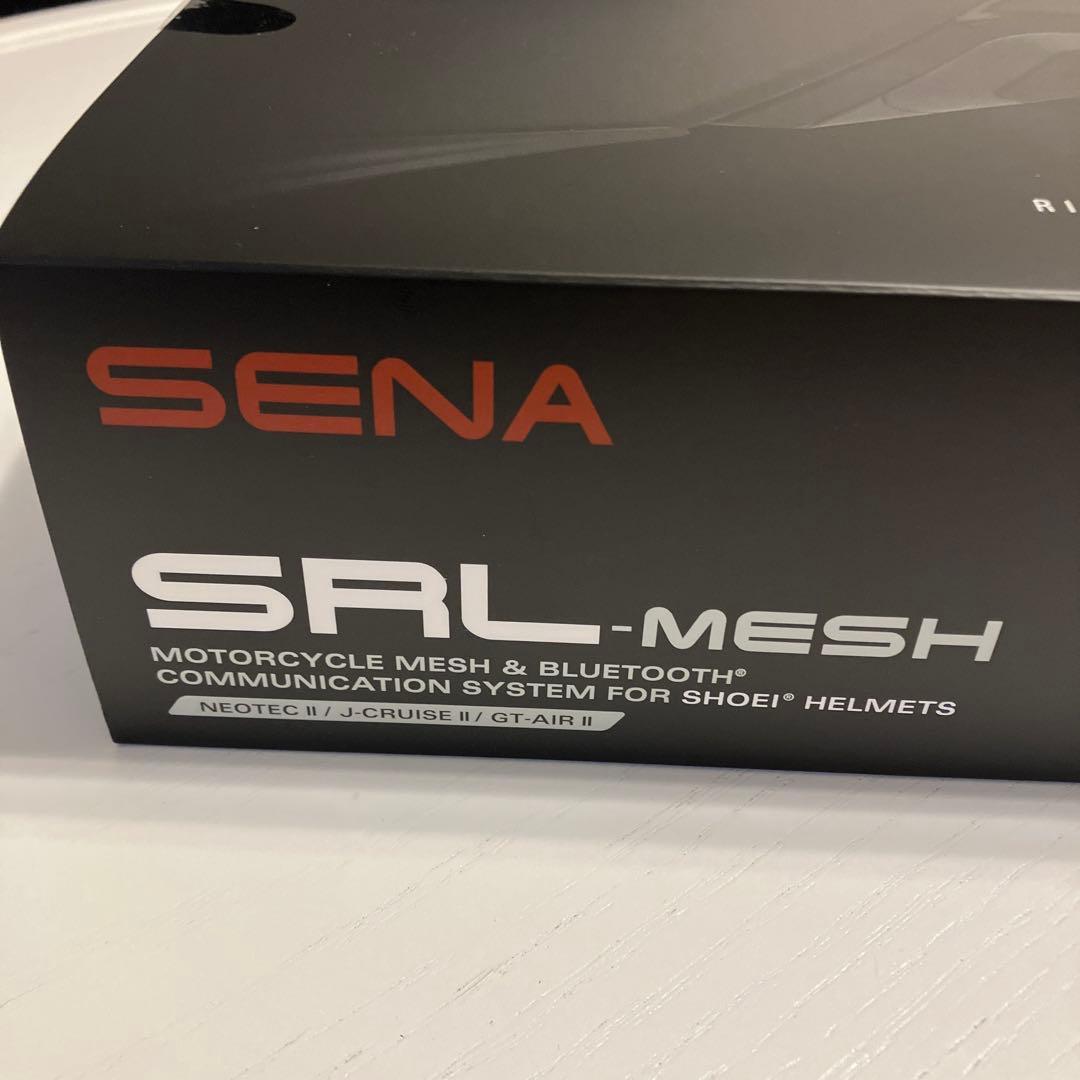 SENA
SRL-MESH
MOTORCYCLE MESH & BLUETOOTH®
COMMUNICATION SYSTEM FOR SHOEI® HELMETS
NEOTEC II / J-CRUISE II / GT-AIR II